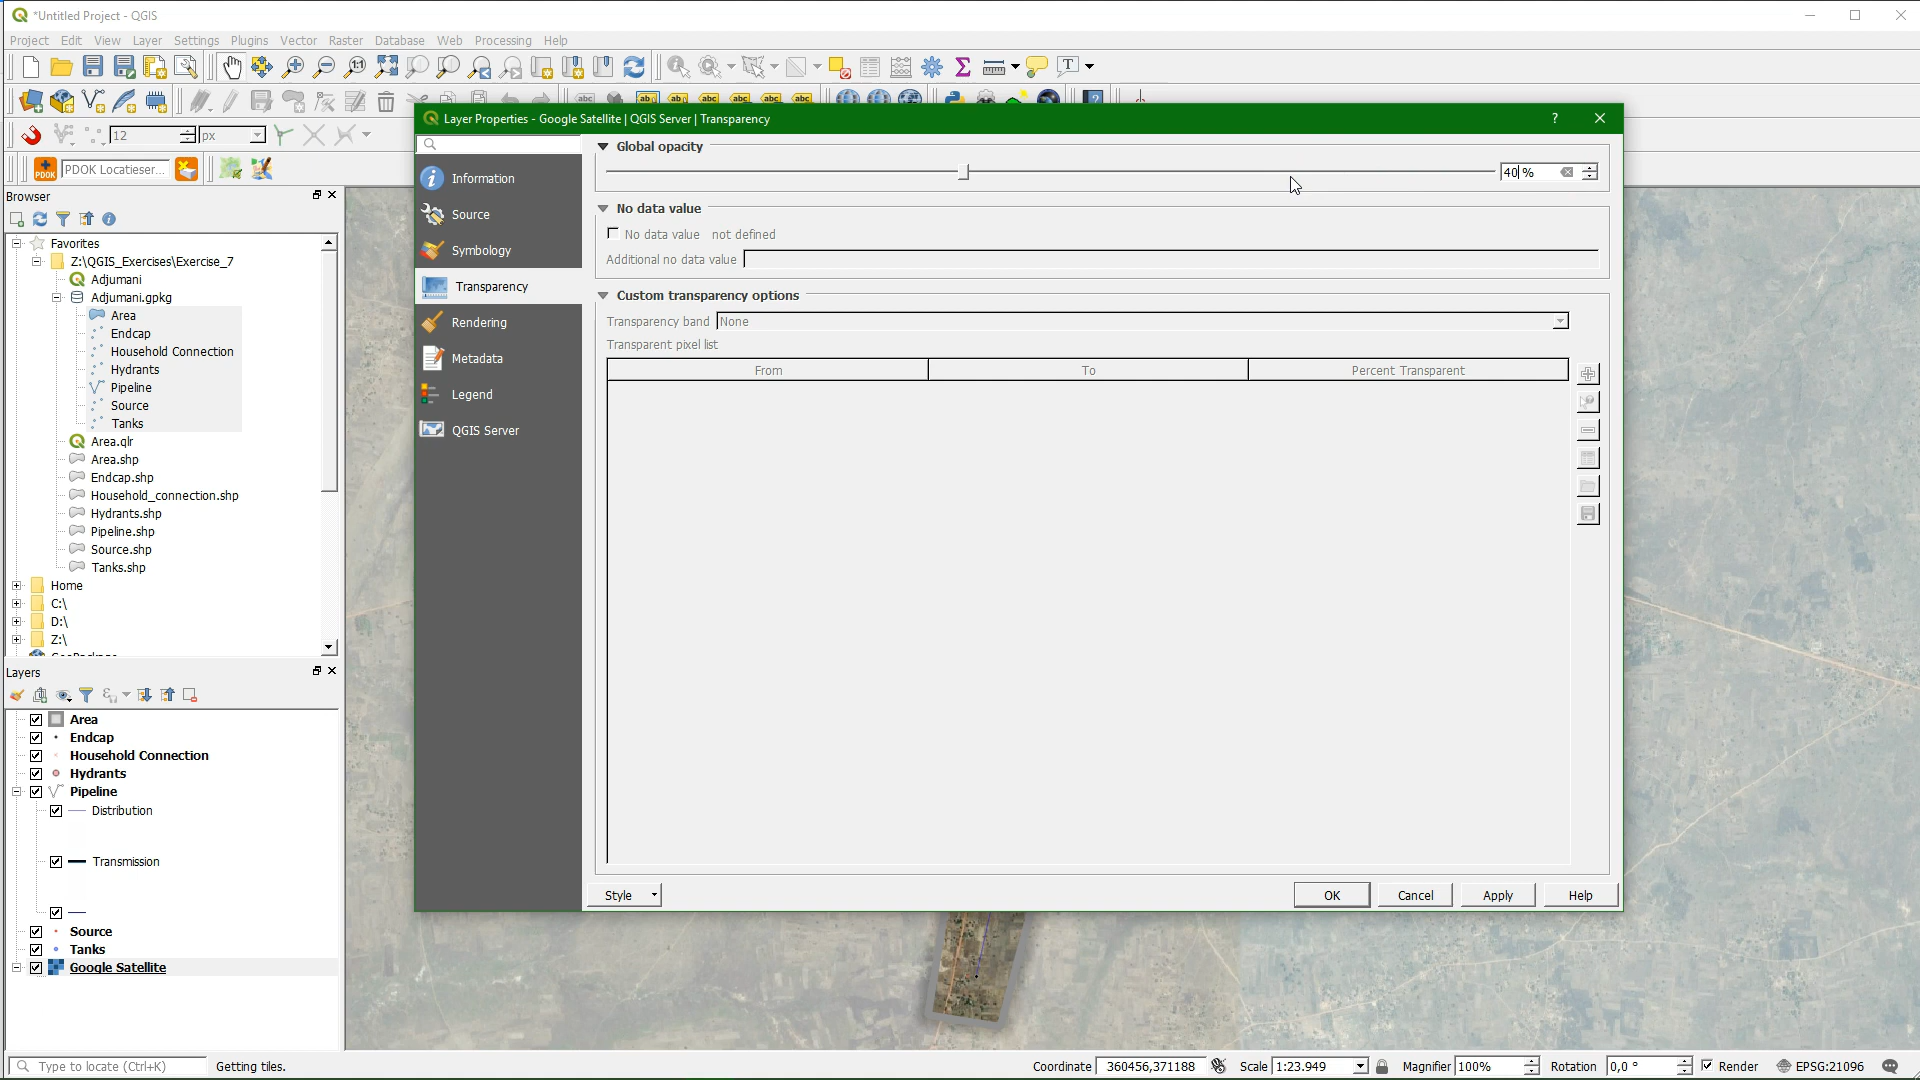 *Untitled Project - QGIS
Project Edit View Layer Settings Plugins Vector Raster Database Web Processing Help
12 px
PDOK PDOK Locatieser...
Browser
Favorites
Z:\QGIS_Exercises\Exercise_7
Adjumani
Adjumani.gpkg
Area
Endcap
Household Connection
Hydrants
Pipeline
Source
Tanks
Area.qlr
Area.shp
Endcap.shp
Household_connection.shp
Hydrants.shp
Pipeline.shp
Source.shp
Tanks.shp
Home
C:\
D:\
Z:\
Layers
Area
Endcap
Household Connection
Hydrants
Pipeline
Distribution
Transmission
Source
Tanks
Google Satellite
Layer Properties - Google Satellite | QGIS Server | Transparency
Information
Source
Symbology
Transparency
Rendering
Metadata
Legend
QGIS Server
Global opacity
40 %
No data value
No data value not defined
Additional no data value
Custom transparency options
Transparency band None
Transparent pixel list
From To Percent Transparent
Style OK Cancel Apply Help
Type to locate (Ctrl+K) Getting tiles. Coordinate 360456,371188 Scale 1:23.949 Magnifier 100% Rotation 0,0 ° Render EPSG:21096